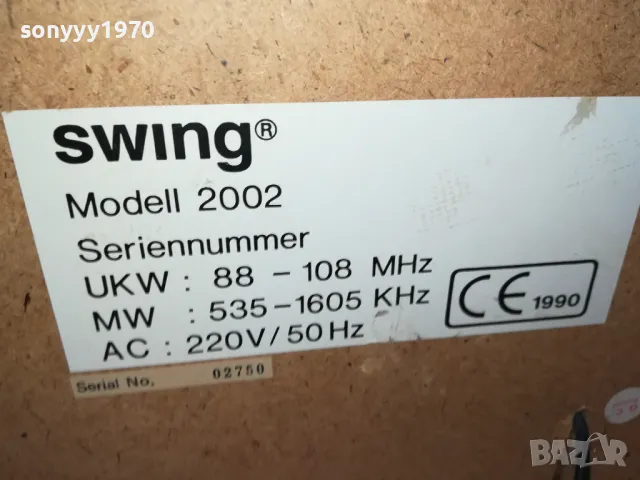 sonyyy1970
swing®
Modell 2002
Seriennummer
UKW : 88 – 108 MHz
MW : 535–1605 KHz
AC : 220V/50Hz
CE 1990
Serial No. 02750
BAZAR